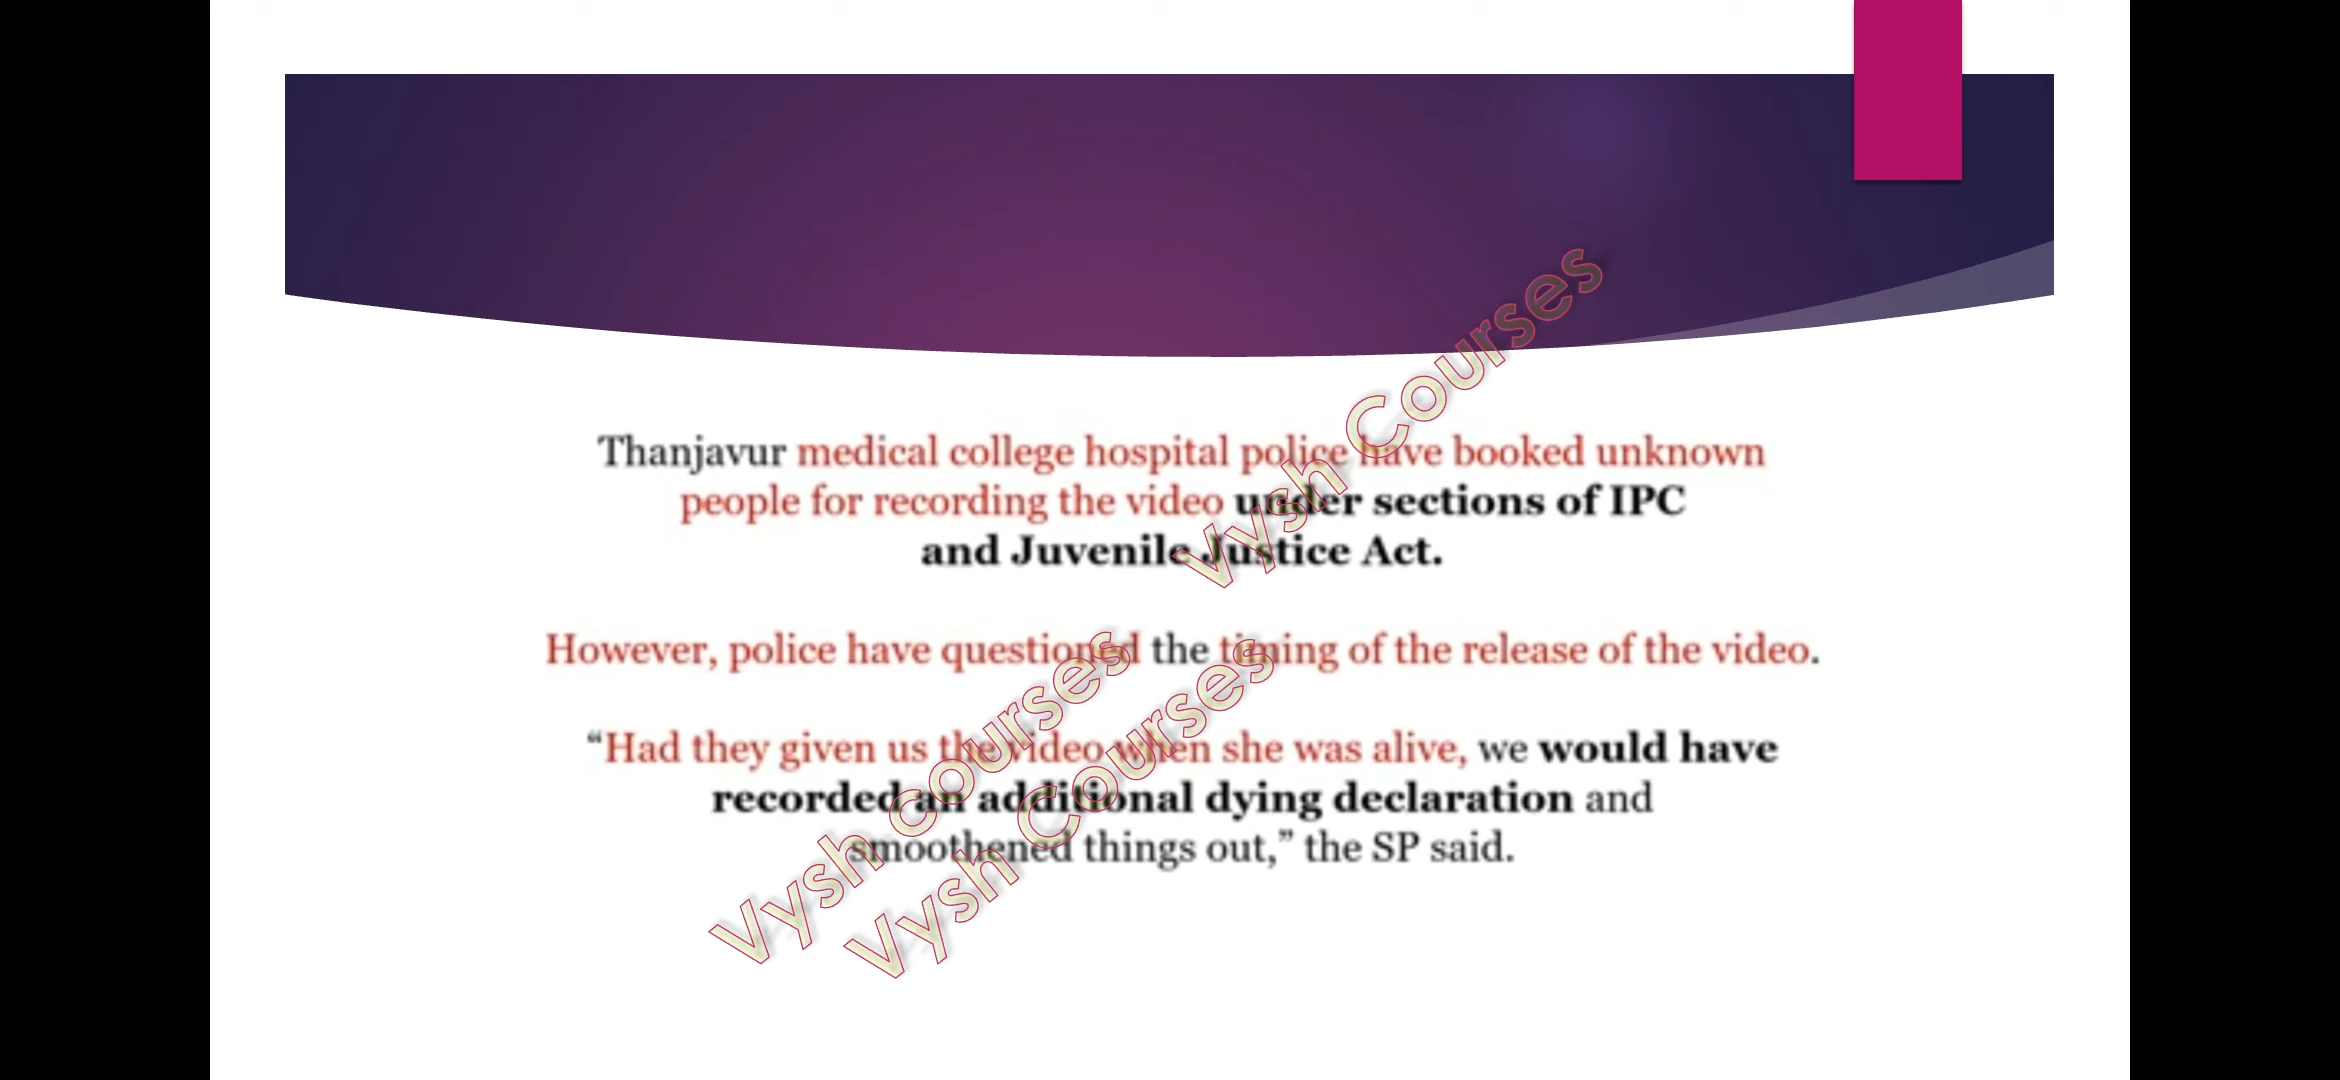 Thanjavur medical college hospital police have booked unknown
people for recording the video under sections of IPC
and Juvenile Justice Act.
However, police have questioned the timing of the release of the video.
“Had they given us the video when she was alive, we would have
recorded an additional dying declaration and
smoothened things out,” the SP said.
Vysh Courses
Vysh courses
Vysh Courses